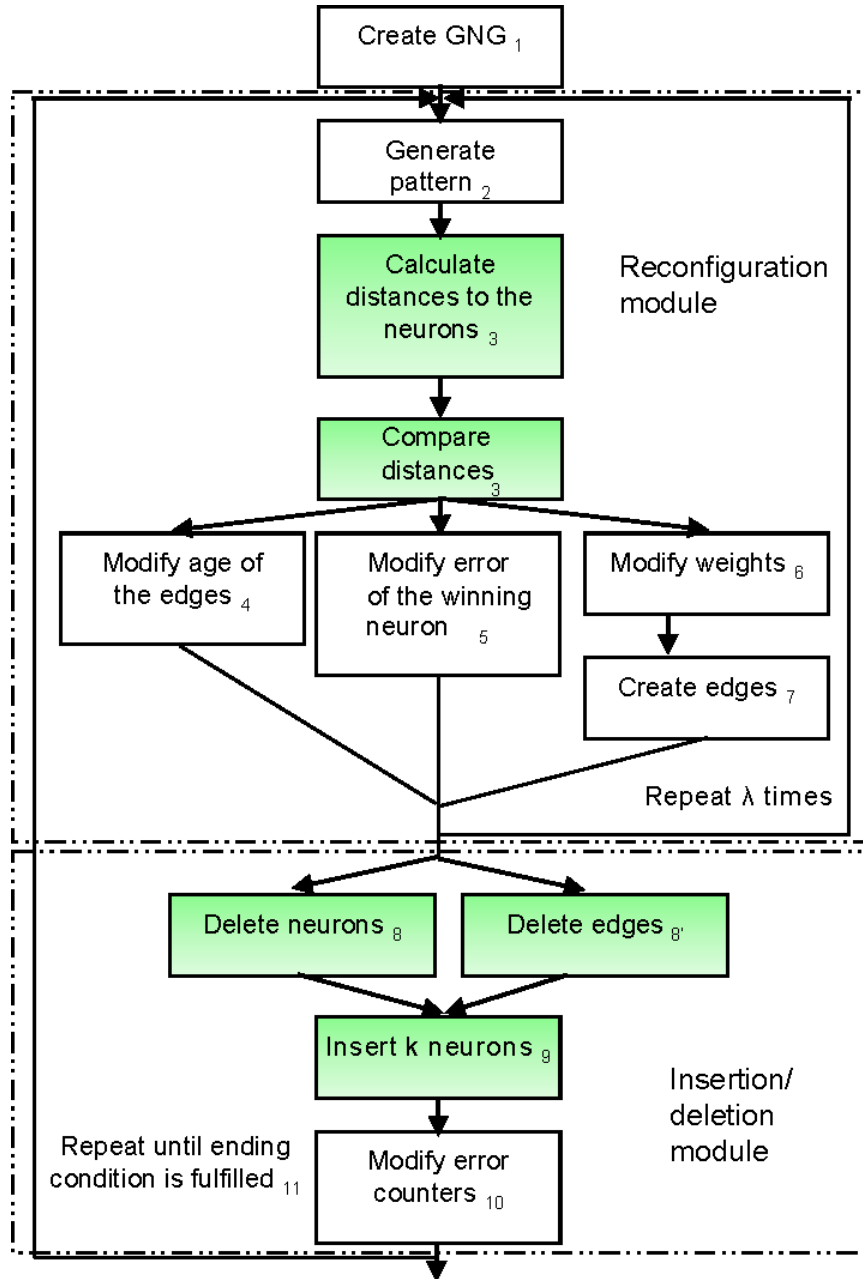 Create GNG 1
Generate
pattern 2
Calculate
distances to the
neurons 3
Reconfiguration
module
Compare
distances 3
Modify age of
the edges 4
Modify error
of the winning
neuron 5
Modify weights 6
Create edges 7
Repeat λ times
Delete neurons 8
Delete edges 8'
Insert k neurons 9
Insertion/
deletion
module
Repeat until ending
condition is fulfilled 11
Modify error
counters 10